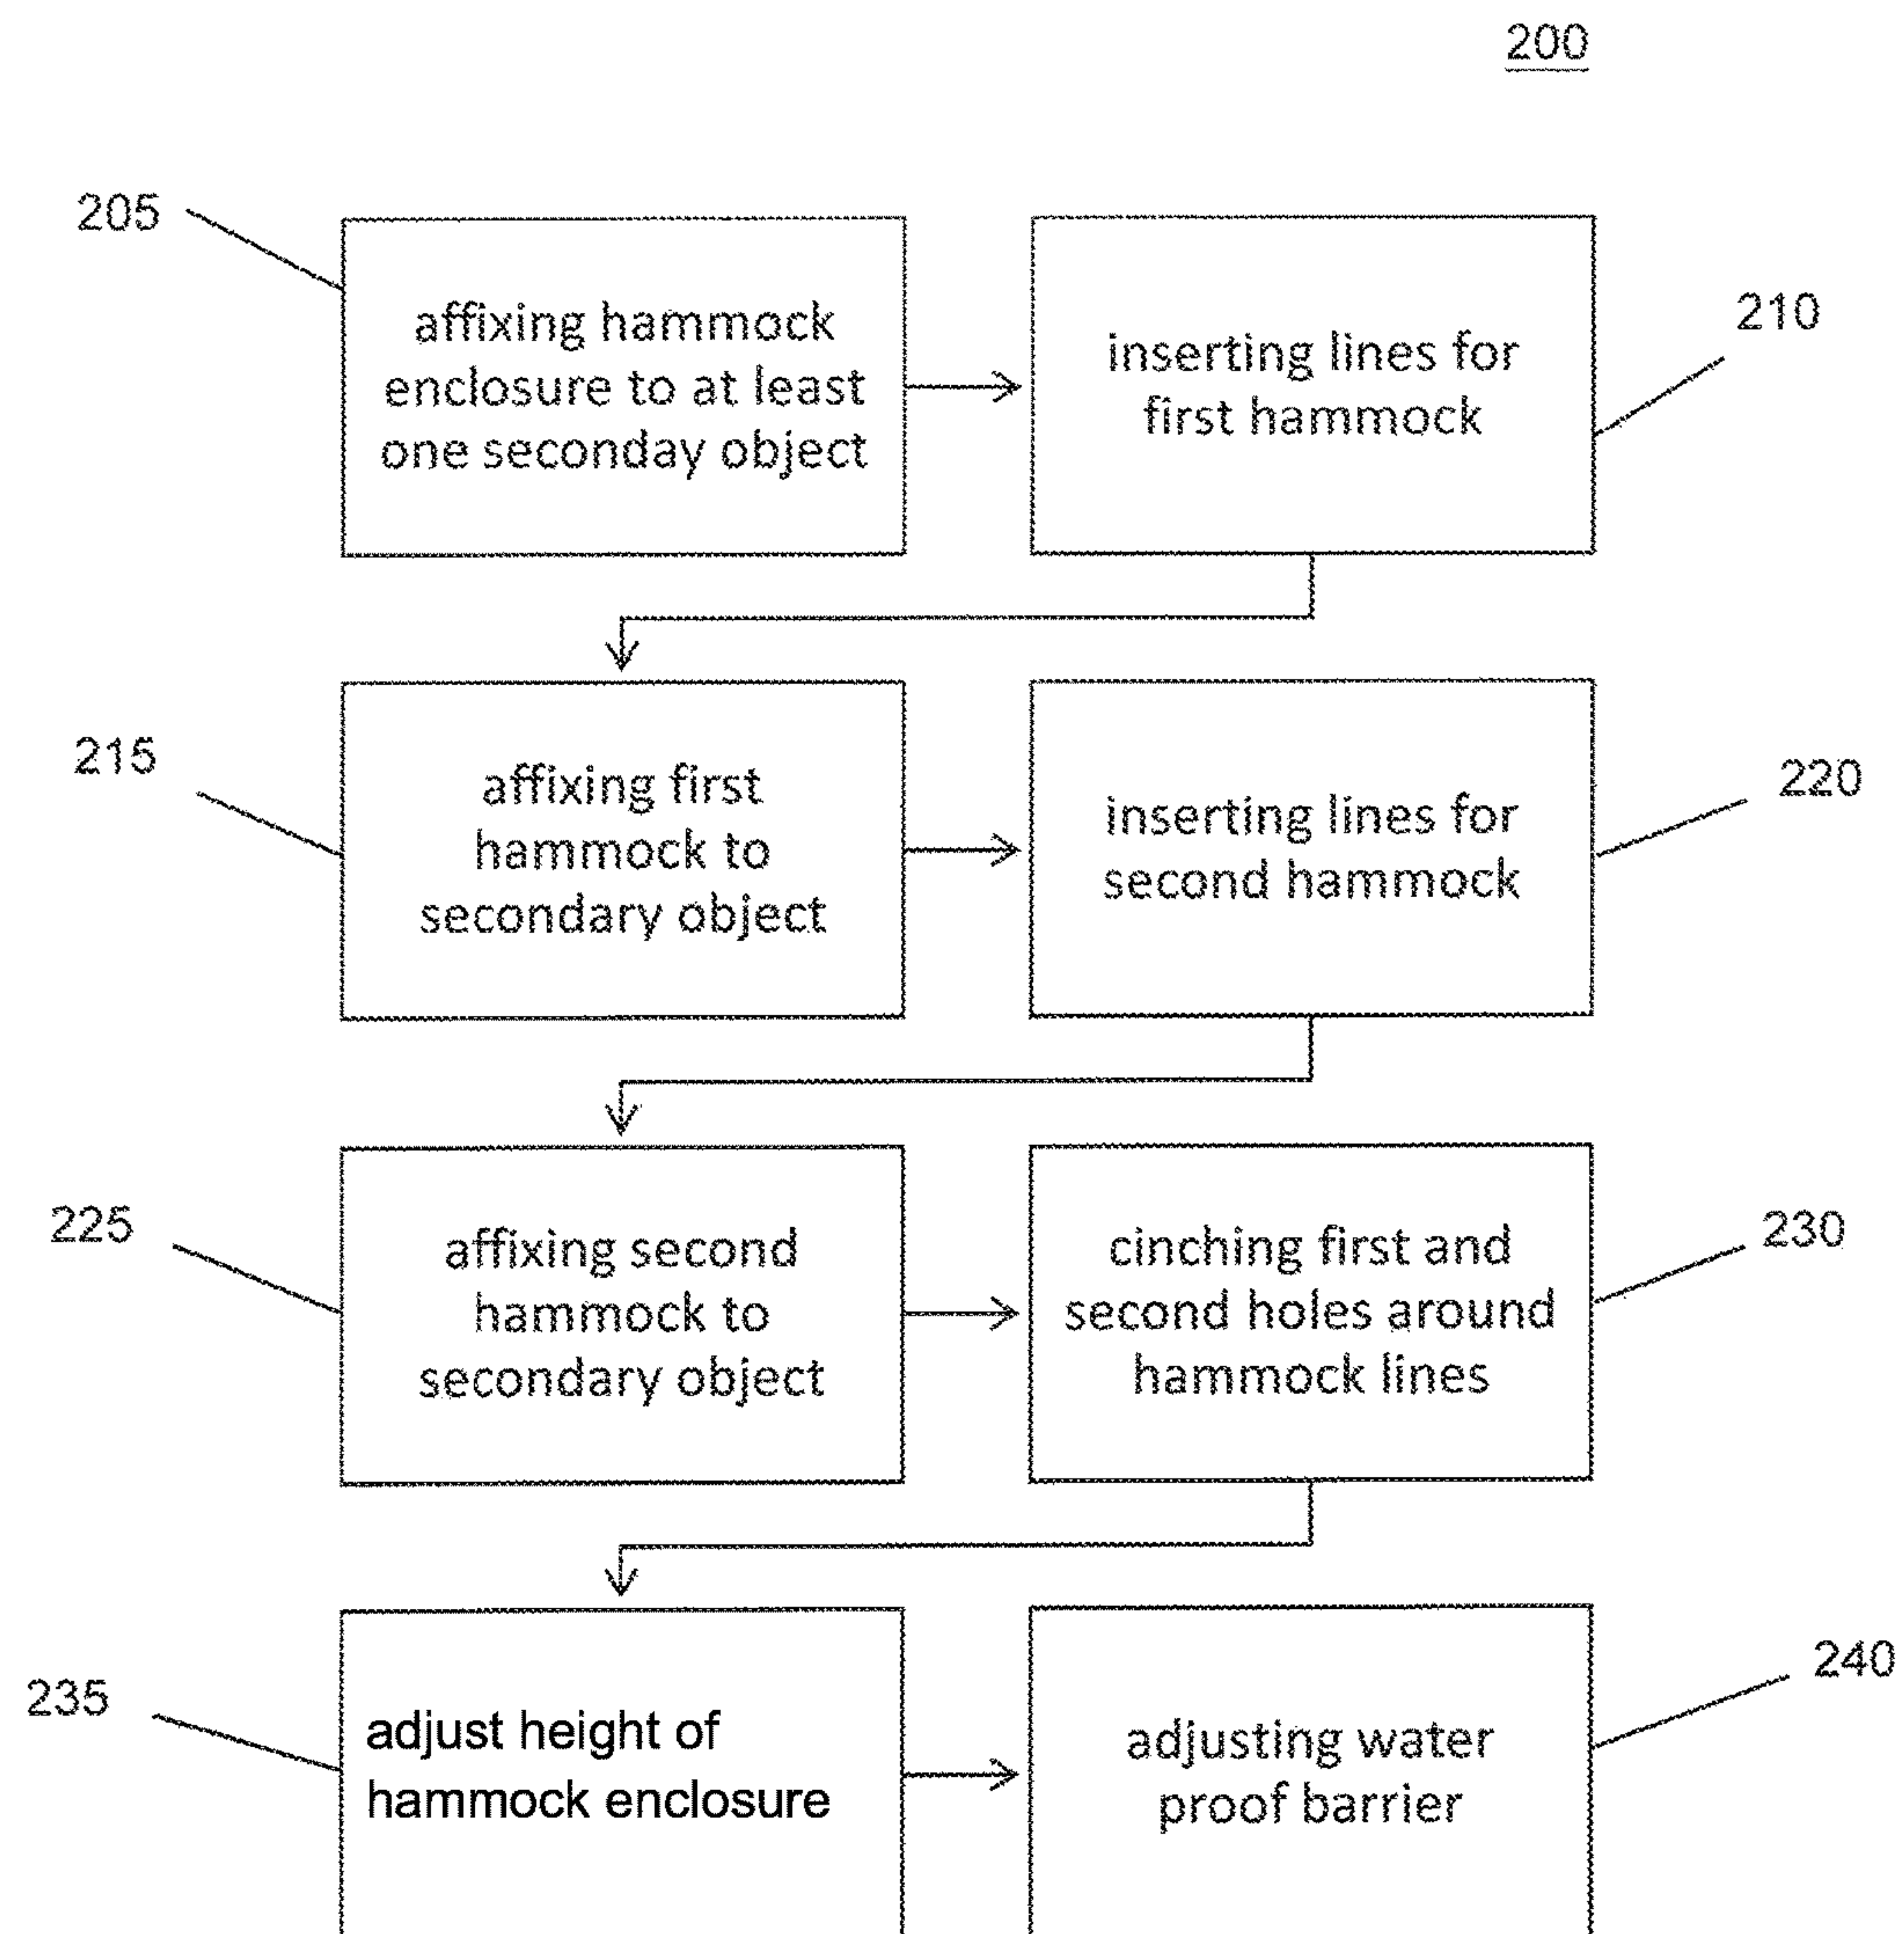 200
205
affixing hammock
enclosure to at least
one seconday object
inserting lines for
first hammock
210
215
affixing first
hammock to
secondary object
inserting lines for
second hammock
220
225
affixing second
hammock to
secondary object
cinching first and
second holes around
hammock lines
230
235
adjust height of
hammock enclosure
adjusting water
proof barrier
240